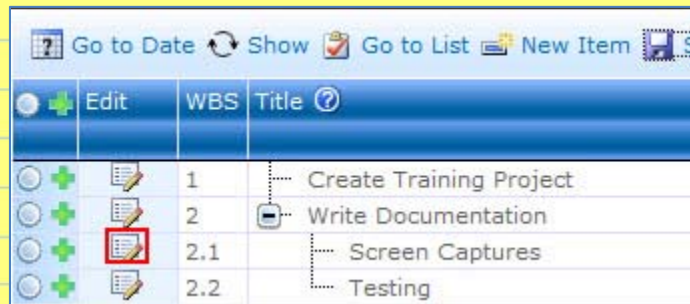 Go to Date Show Go to List New Item
Edit WBS Title
1 Create Training Project
2 Write Documentation
2.1 Screen Captures
2.2 Testing